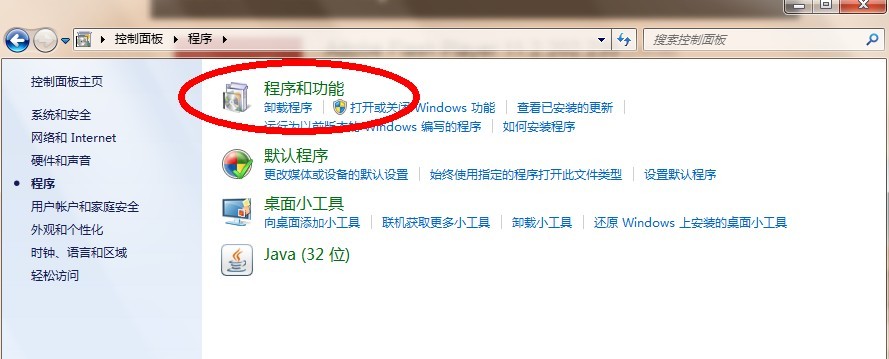 控制面板 程序 搜索控制面板
控制面板主页
系统和安全
网络和 Internet
硬件和声音
程序
用户帐户和家庭安全
外观和个性化
时钟、语言和区域
轻松访问
程序和功能
卸载程序 打开或关闭 Windows 功能 查看已安装的更新
运行为以前版本的 Windows 编写的程序 如何安装程序
默认程序
更改媒体或设备的默认设置 始终使用指定的程序打开此文件类型 设置默认程序
桌面小工具
向桌面添加小工具 联机获取更多小工具 卸载小工具 还原 Windows 上安装的桌面小工具
Java (32 位)